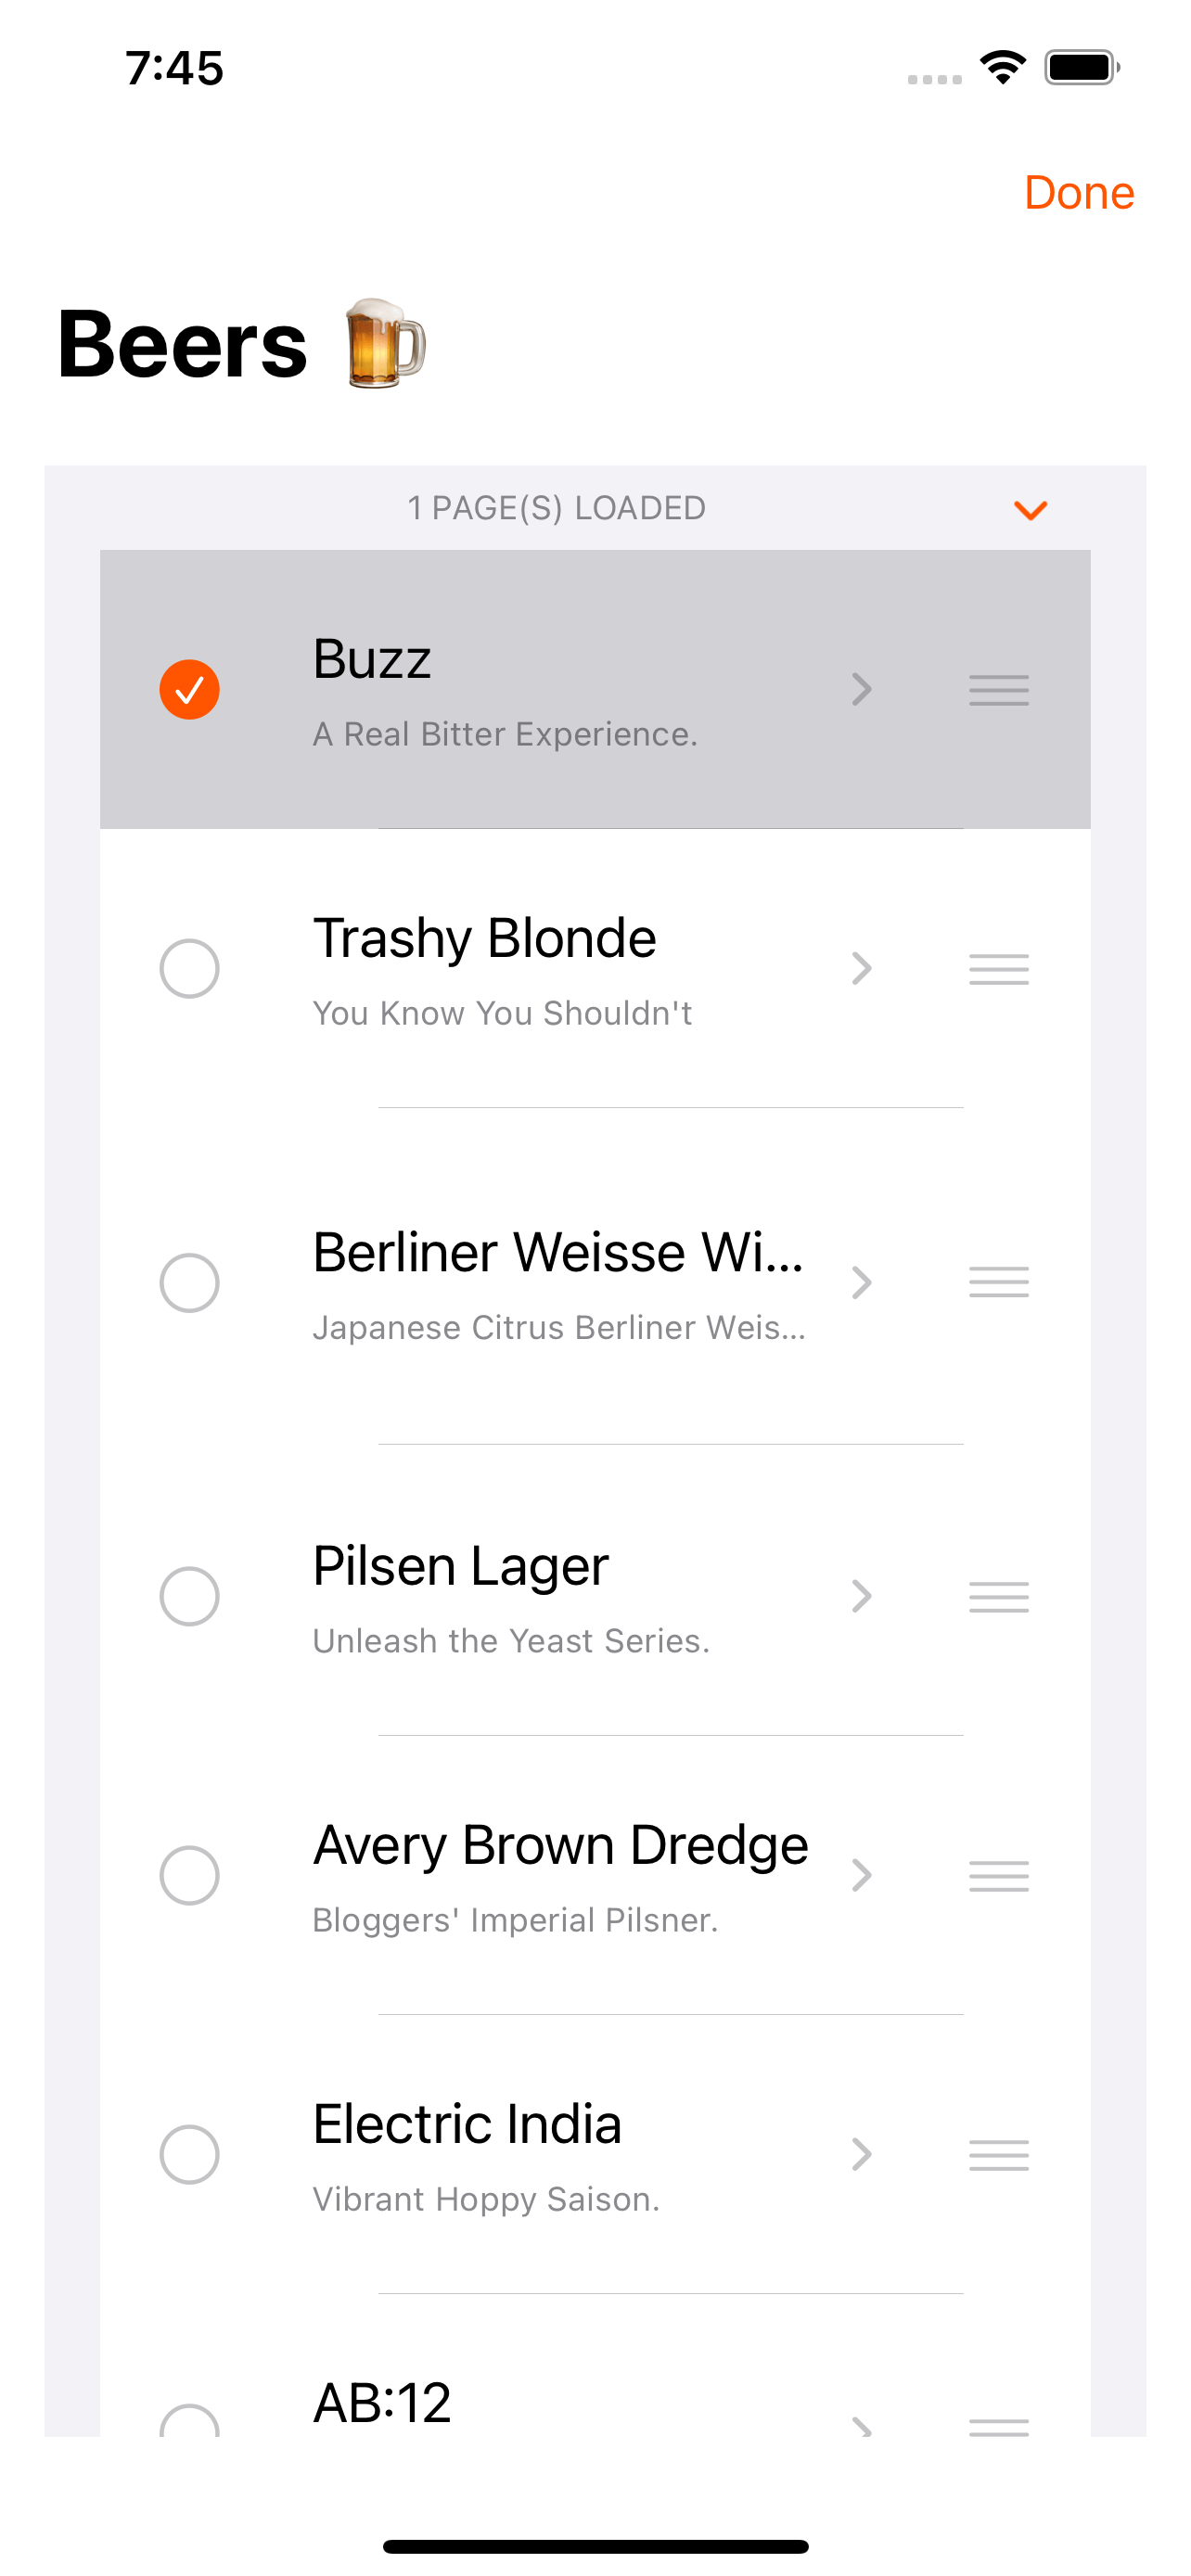 7:45
Done
Beers 🍺
1 PAGE(S) LOADED
Buzz
A Real Bitter Experience.
Trashy Blonde
You Know You Shouldn't
Berliner Weisse Wi...
Japanese Citrus Berliner Weis...
Pilsen Lager
Unleash the Yeast Series.
Avery Brown Dredge
Bloggers' Imperial Pilsner.
Electric India
Vibrant Hoppy Saison.
AB:12